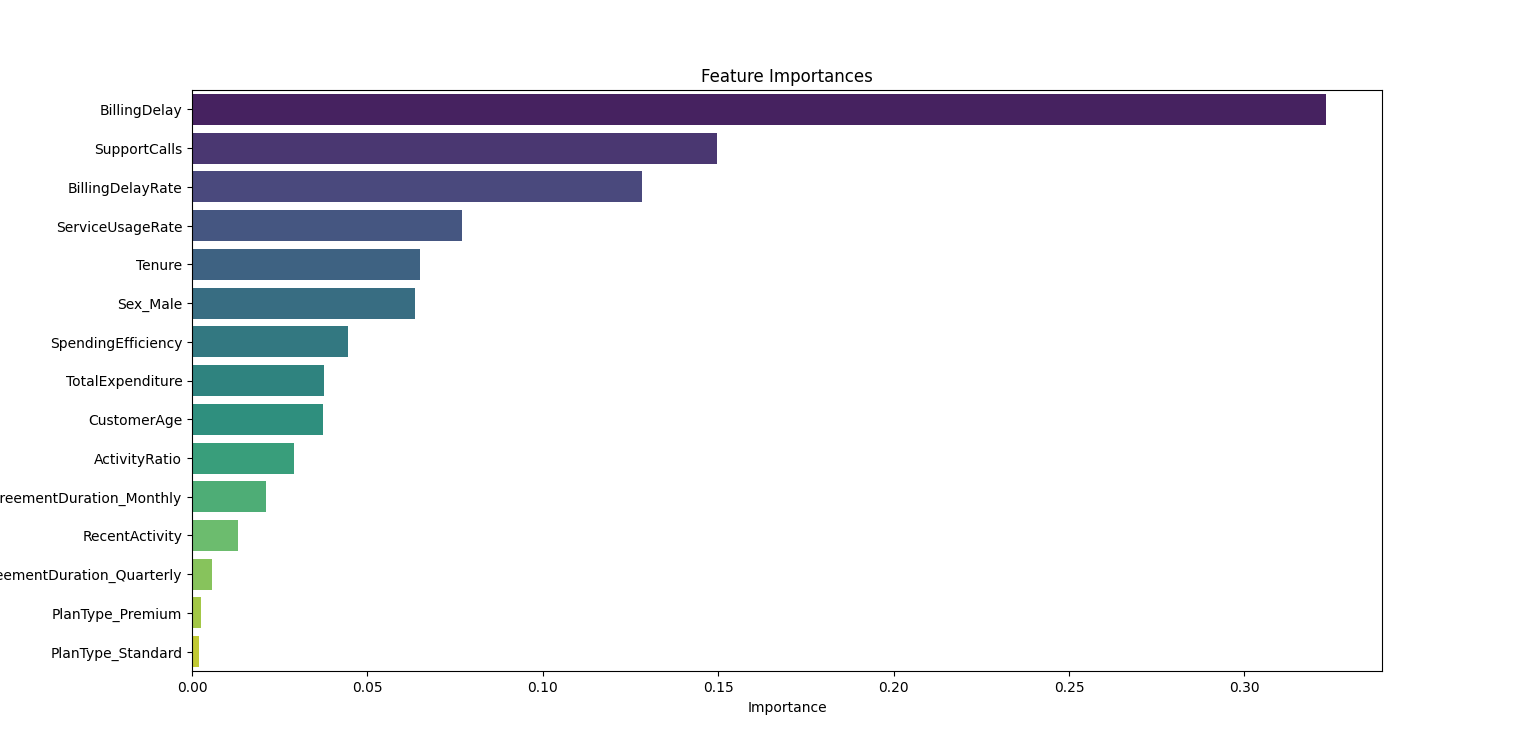 Feature Importances
BillingDelay
SupportCalls
BillingDelayRate
ServiceUsageRate
Tenure
Sex_Male
SpendingEfficiency
TotalExpenditure
CustomerAge
ActivityRatio
reementDuration_Monthly
RecentActivity
eementDuration_Quarterly
PlanType_Premium
PlanType_Standard
0.00 0.05 0.10 0.15 0.20 0.25 0.30
Importance